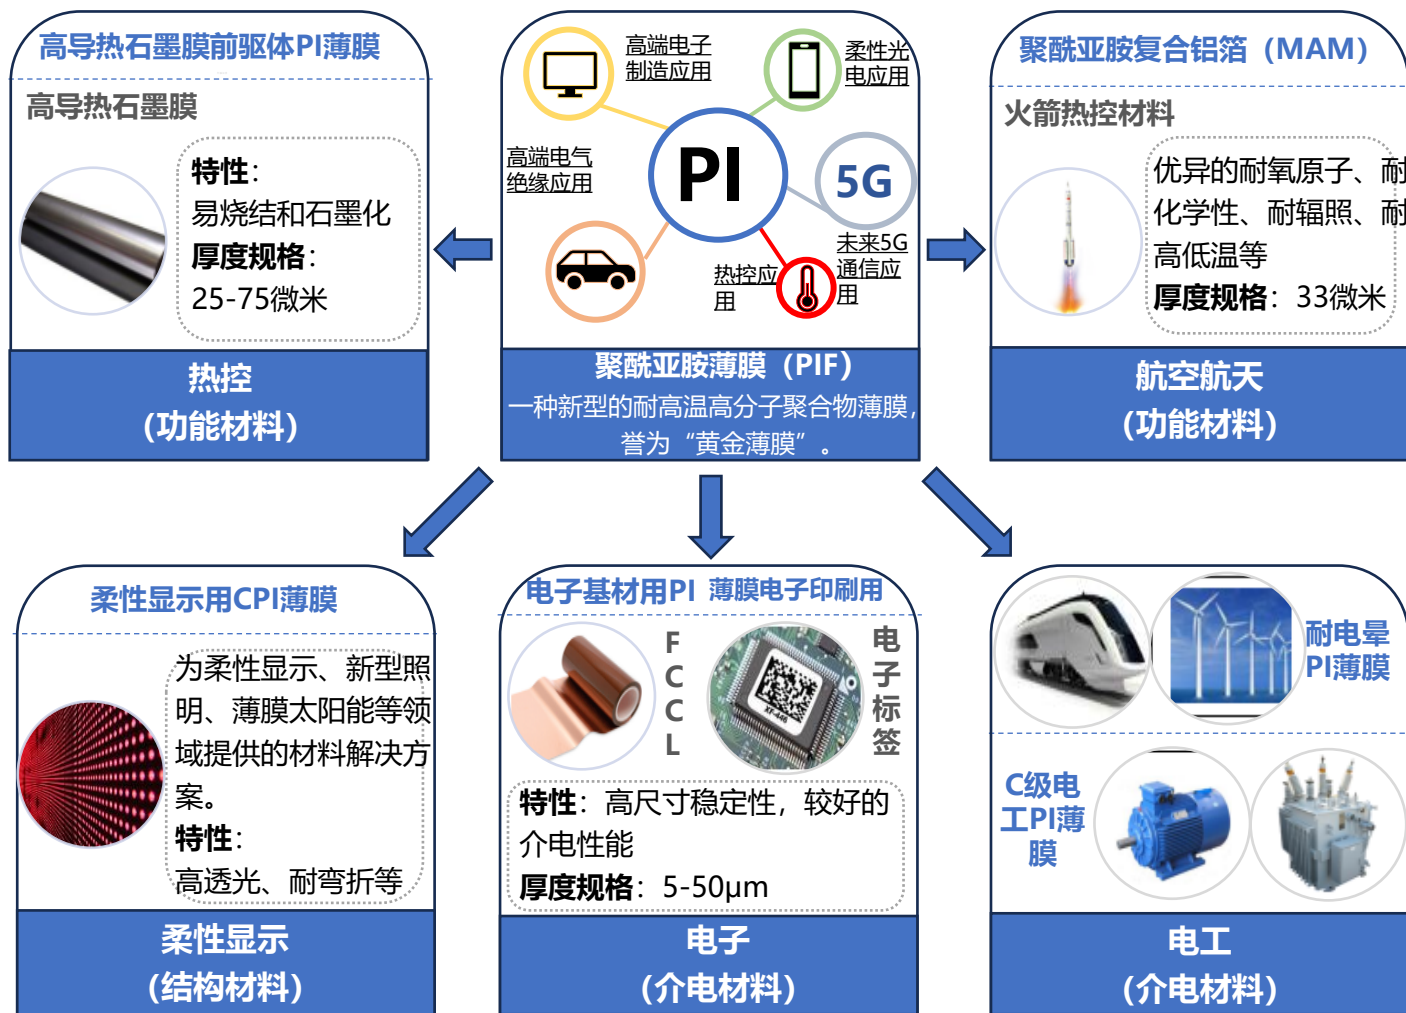 高导热石墨膜前驱体PI薄膜
高导热石墨膜
特性：
易烧结和石墨化
厚度规格：
25-75微米
热控
（功能材料）
高端电子
制造应用
柔性光
电应用
高端电气
绝缘应用
PI
5G
未来5G
通信应
用
热控应
用
聚酰亚胺薄膜（PIF）
一种新型的耐高温高分子聚合物薄膜，
誉为“黄金薄膜”。
聚酰亚胺复合铝箔（MAM）
火箭热控材料
优异的耐氧原子、耐
化学性、耐辐照、耐
高低温等
厚度规格：33微米
航空航天
（功能材料）
柔性显示用CPI薄膜
为柔性显示、新型照
明、薄膜太阳能等领
域提供的材料解决方
案。
特性：
高透光、耐弯折等
柔性显示
（结构材料）
电子基材用PI 薄膜电子印刷用
F
C
C
L
XF-446
电
子
标
签
特性：高尺寸稳定性，较好的
介电性能
厚度规格：5-50μm
电子
（介电材料）
耐电晕
PI薄膜
C级电
工PI薄
膜
电工
（介电材料）